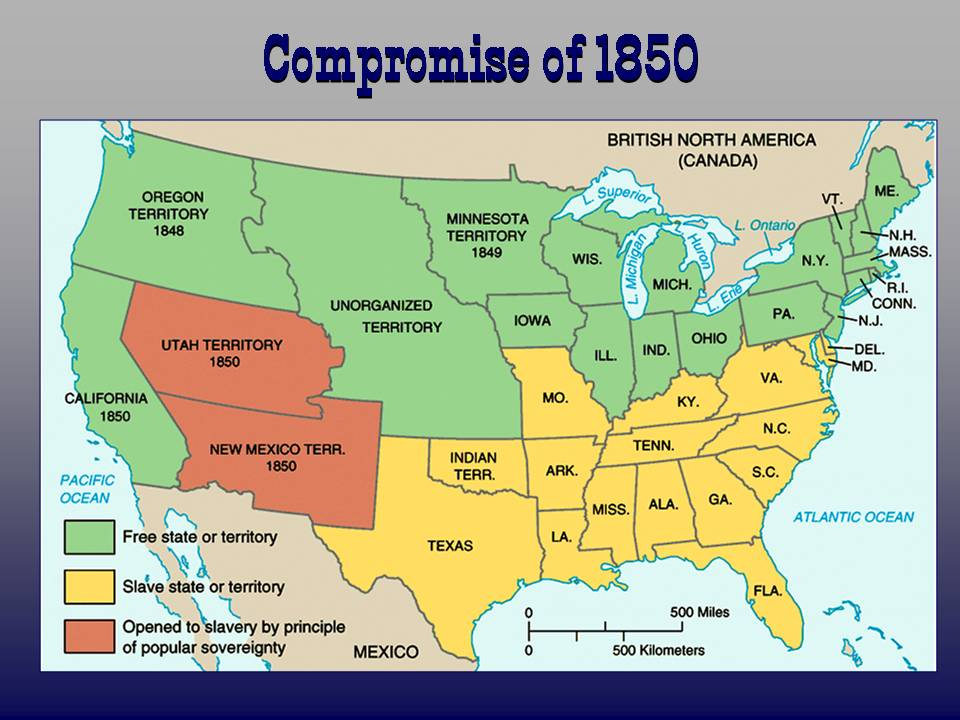 Compromise of 1850
BRITISH NORTH AMERICA
(CANADA)
OREGON
TERRITORY
1848
MINNESOTA
TERRITORY
1849
L. Superior
L. Michigan
L. Huron
L. Ontario
L. Erie
VT.
ME.
N.H.
MASS.
N.Y.
R.I.
CONN.
WIS.
MICH.
PA.
N.J.
UNORGANIZED
TERRITORY
IOWA
ILL.
IND.
OHIO
DEL.
MD.
UTAH TERRITORY
1850
CALIFORNIA
1850
MO.
KY.
VA.
N.C.
NEW MEXICO TERR.
1850
INDIAN
TERR.
ARK.
TENN.
S.C.
PACIFIC
OCEAN
MISS.
ALA.
GA.
ATLANTIC OCEAN
TEXAS
LA.
FLA.
Free state or territory
Slave state or territory
Opened to slavery by principle
of popular sovereignty
MEXICO
0 500 Miles
0 500 Kilometers